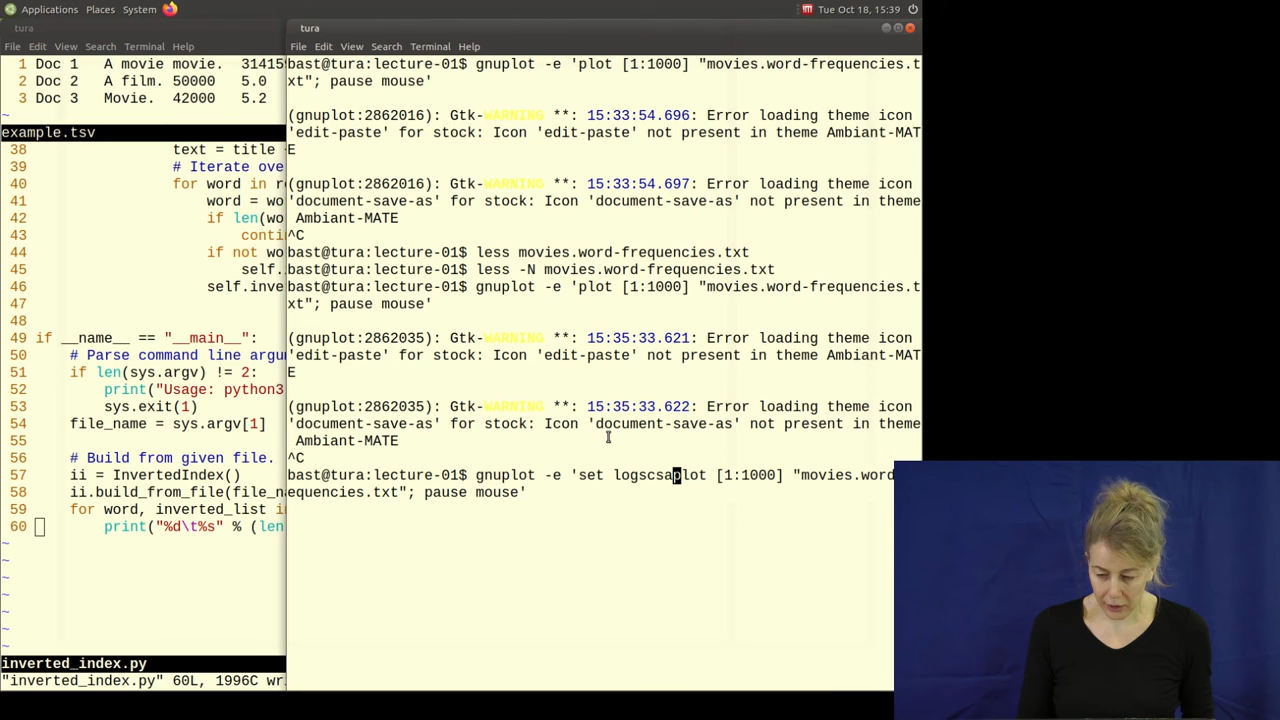 Applications Places System
Tue Oct 18, 15:39
tura
File Edit View Search Terminal Help
1 Doc 1 A movie movie. 314159
2 Doc 2 A film. 50000 5.0
3 Doc 3 Movie. 42000 5.2
~
example.tsv
38 text = title
39 # Iterate ove
40 for word in re
41 word = wo
42 if len(wo
43 contin
44 if not wo
45 self.
46 self.inve
47
48
49 if __name__ == "__main__":
50 # Parse command line argu
51 if len(sys.argv) != 2:
52 print("Usage: python3
53 sys.exit(1)
54 file_name = sys.argv[1]
55
56 # Build from given file.
57 ii = InvertedIndex()
58 ii.build_from_file(file_n
59 for word, inverted_list in
60 print("%d\t%s" % (len
~
~
~
~
~
~
~
inverted_index.py
"inverted_index.py" 60L, 1996C wr
tura
File Edit View Search Terminal Help
bast@tura:lecture-01$ gnuplot -e 'plot [1:1000] "movies.word-frequencies.t
xt"; pause mouse'
(gnuplot:2862016): Gtk-WARNING **: 15:33:54.696: Error loading theme icon
'edit-paste' for stock: Icon 'edit-paste' not present in theme Ambiant-MAT
E
(gnuplot:2862016): Gtk-WARNING **: 15:33:54.697: Error loading theme icon
'document-save-as' for stock: Icon 'document-save-as' not present in theme
Ambiant-MATE
^C
bast@tura:lecture-01$ less movies.word-frequencies.txt
bast@tura:lecture-01$ less -N movies.word-frequencies.txt
bast@tura:lecture-01$ gnuplot -e 'plot [1:1000] "movies.word-frequencies.t
xt"; pause mouse'
(gnuplot:2862035): Gtk-WARNING **: 15:35:33.621: Error loading theme icon
'edit-paste' for stock: Icon 'edit-paste' not present in theme Ambiant-MAT
E
(gnuplot:2862035): Gtk-WARNING **: 15:35:33.622: Error loading theme icon
'document-save-as' for stock: Icon 'document-save-as' not present in theme
Ambiant-MATE
^C
bast@tura:lecture-01$ gnuplot -e 'set logscsaplot [1:1000] "movies.word
equencies.txt"; pause mouse'